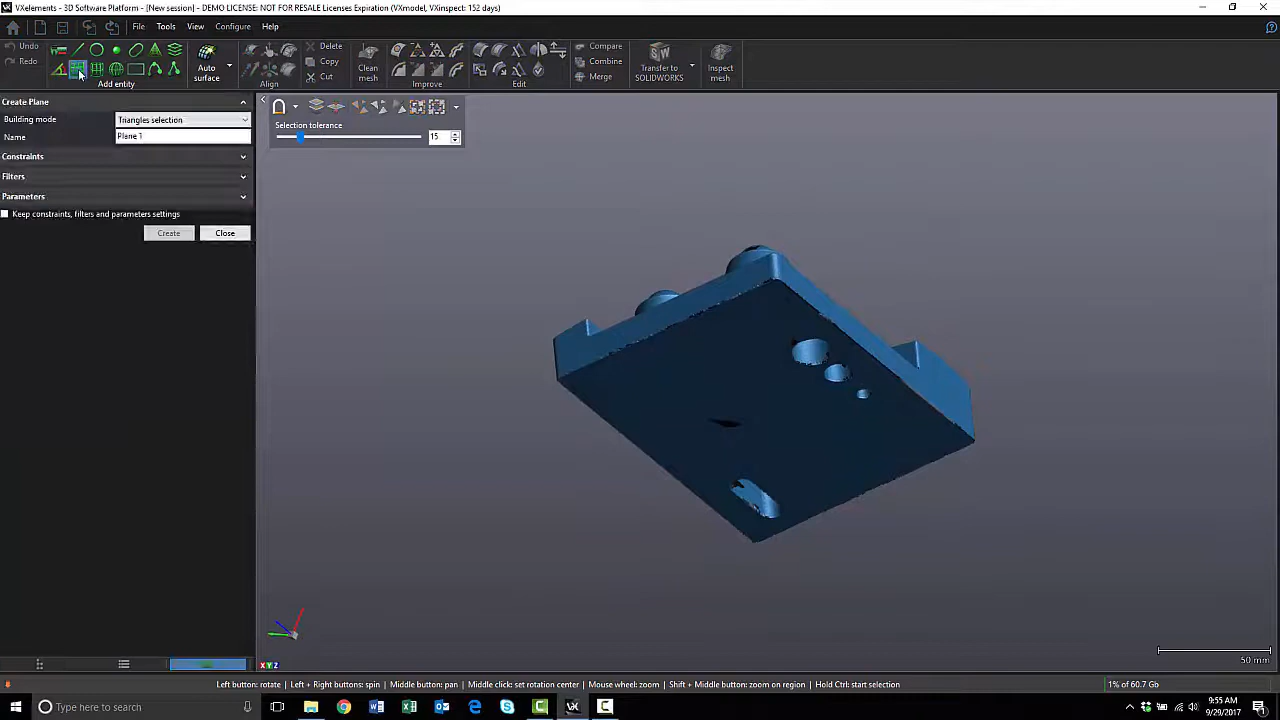 VXelements - 3D Software Platform - [New session] - DEMO LICENSE: NOT FOR RESALE Licenses Expiration (VXmodel, VXinspect: 152 days)
File Tools View Configure Help
Undo
Redo
Add entity
Auto surface
Align
Delete
Copy
Cut
Clean mesh
Improve
Edit
Compare
Combine
Merge
Transfer to SOLIDWORKS
Inspect mesh
Create Plane
Building mode Triangles selection
Name Plane 1
Constraints
Filters
Parameters
Keep constraints, filters and parameters settings
Create Close
Selection tolerance
15
50 mm
X Y Z
Left button: rotate | Left + Right buttons: spin | Middle button: pan | Middle click: set rotation center | Mouse wheel: zoom | Shift + Middle button: zoom on region | Hold Ctrl: start selection
1% of 60.7 Gb
Type here to search
9:55 AM
9/29/2017